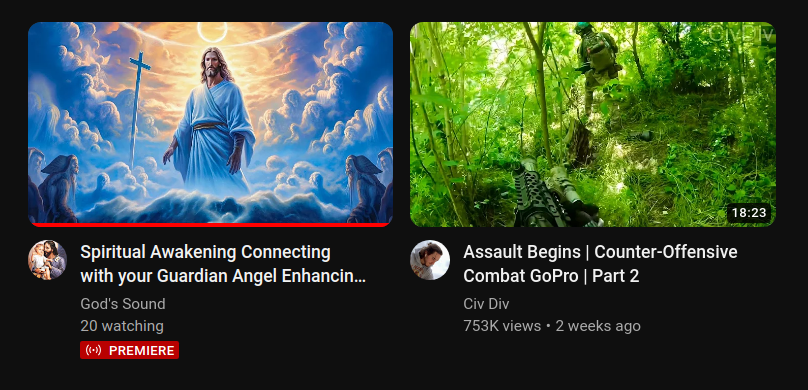 CivDiv
18:23
Spiritual Awakening Connecting
with your Guardian Angel Enhancin...
God's Sound
20 watching
PREMIERE
Assault Begins | Counter-Offensive
Combat GoPro | Part 2
Civ Div
753K views • 2 weeks ago